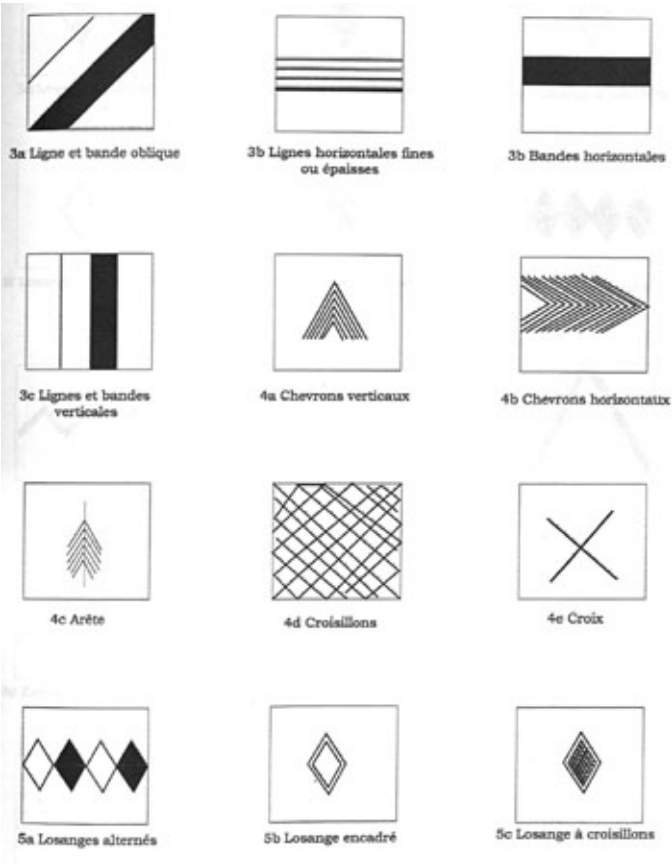 3a Ligne et bande oblique
3b Lignes horizontales fines
ou épaisses
3b Bandes horizontales
3c Lignes et bandes
verticales
4a Chevrons verticaux
4b Chevrons horizontaux
4c Arête
4d Croisillons
4e Croix
5a Losanges alternés
5b Losange encadré
5c Losange à croisillons